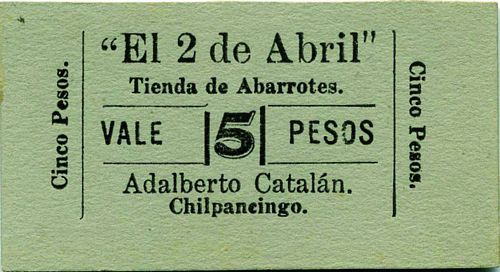 "El 2 de Abril"
Tienda de Abarrotes.
VALE 5 PESOS
Adalberto Catalán.
Chilpancingo.
Cinco Pesos.
Cinco Pesos.